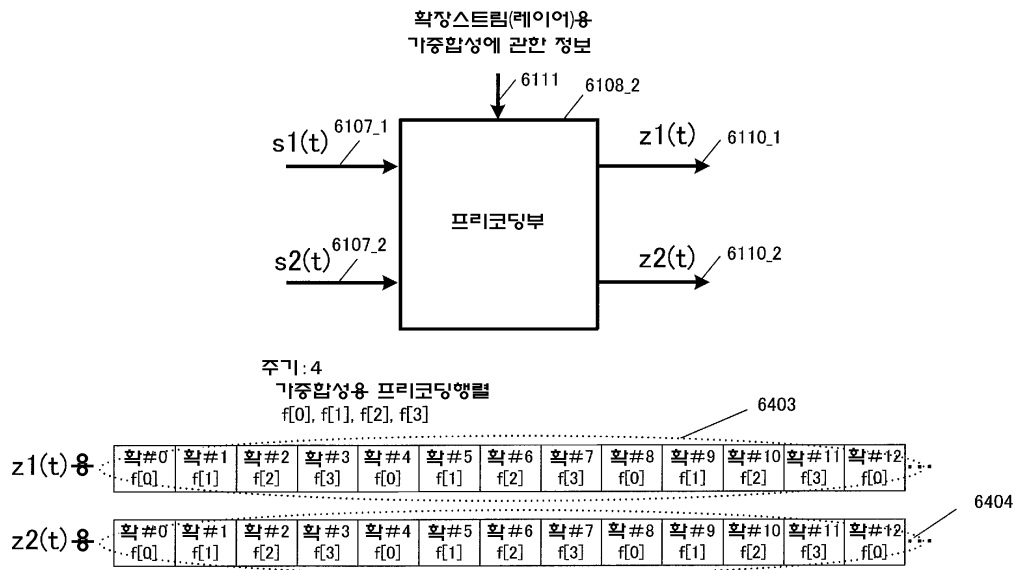 확장스트림(레이어)용
가중합성에 관한 정보
6111
6108_2
s1(t)
6107_1
z1(t)
6110_1
프리코딩부
s2(t)
6107_2
z2(t)
6110_2
주기:4
가중합성용 프리코딩행렬
f[0], f[1], f[2], f[3]
6403
z1(t) 확#0 확#1 확#2 확#3 확#4 확#5 확#6 확#7 확#8 확#9 확#10 확#11 확#12 ...
f[0] f[1] f[2] f[3] f[0] f[1] f[2] f[3] f[0] f[1] f[2] f[3] f[0]
6404
z2(t) 확#0 확#1 확#2 확#3 확#4 확#5 확#6 확#7 확#8 확#9 확#10 확#11 확#12 ...
f[0] f[1] f[2] f[3] f[0] f[1] f[2] f[3] f[0] f[1] f[2] f[3] f[0]